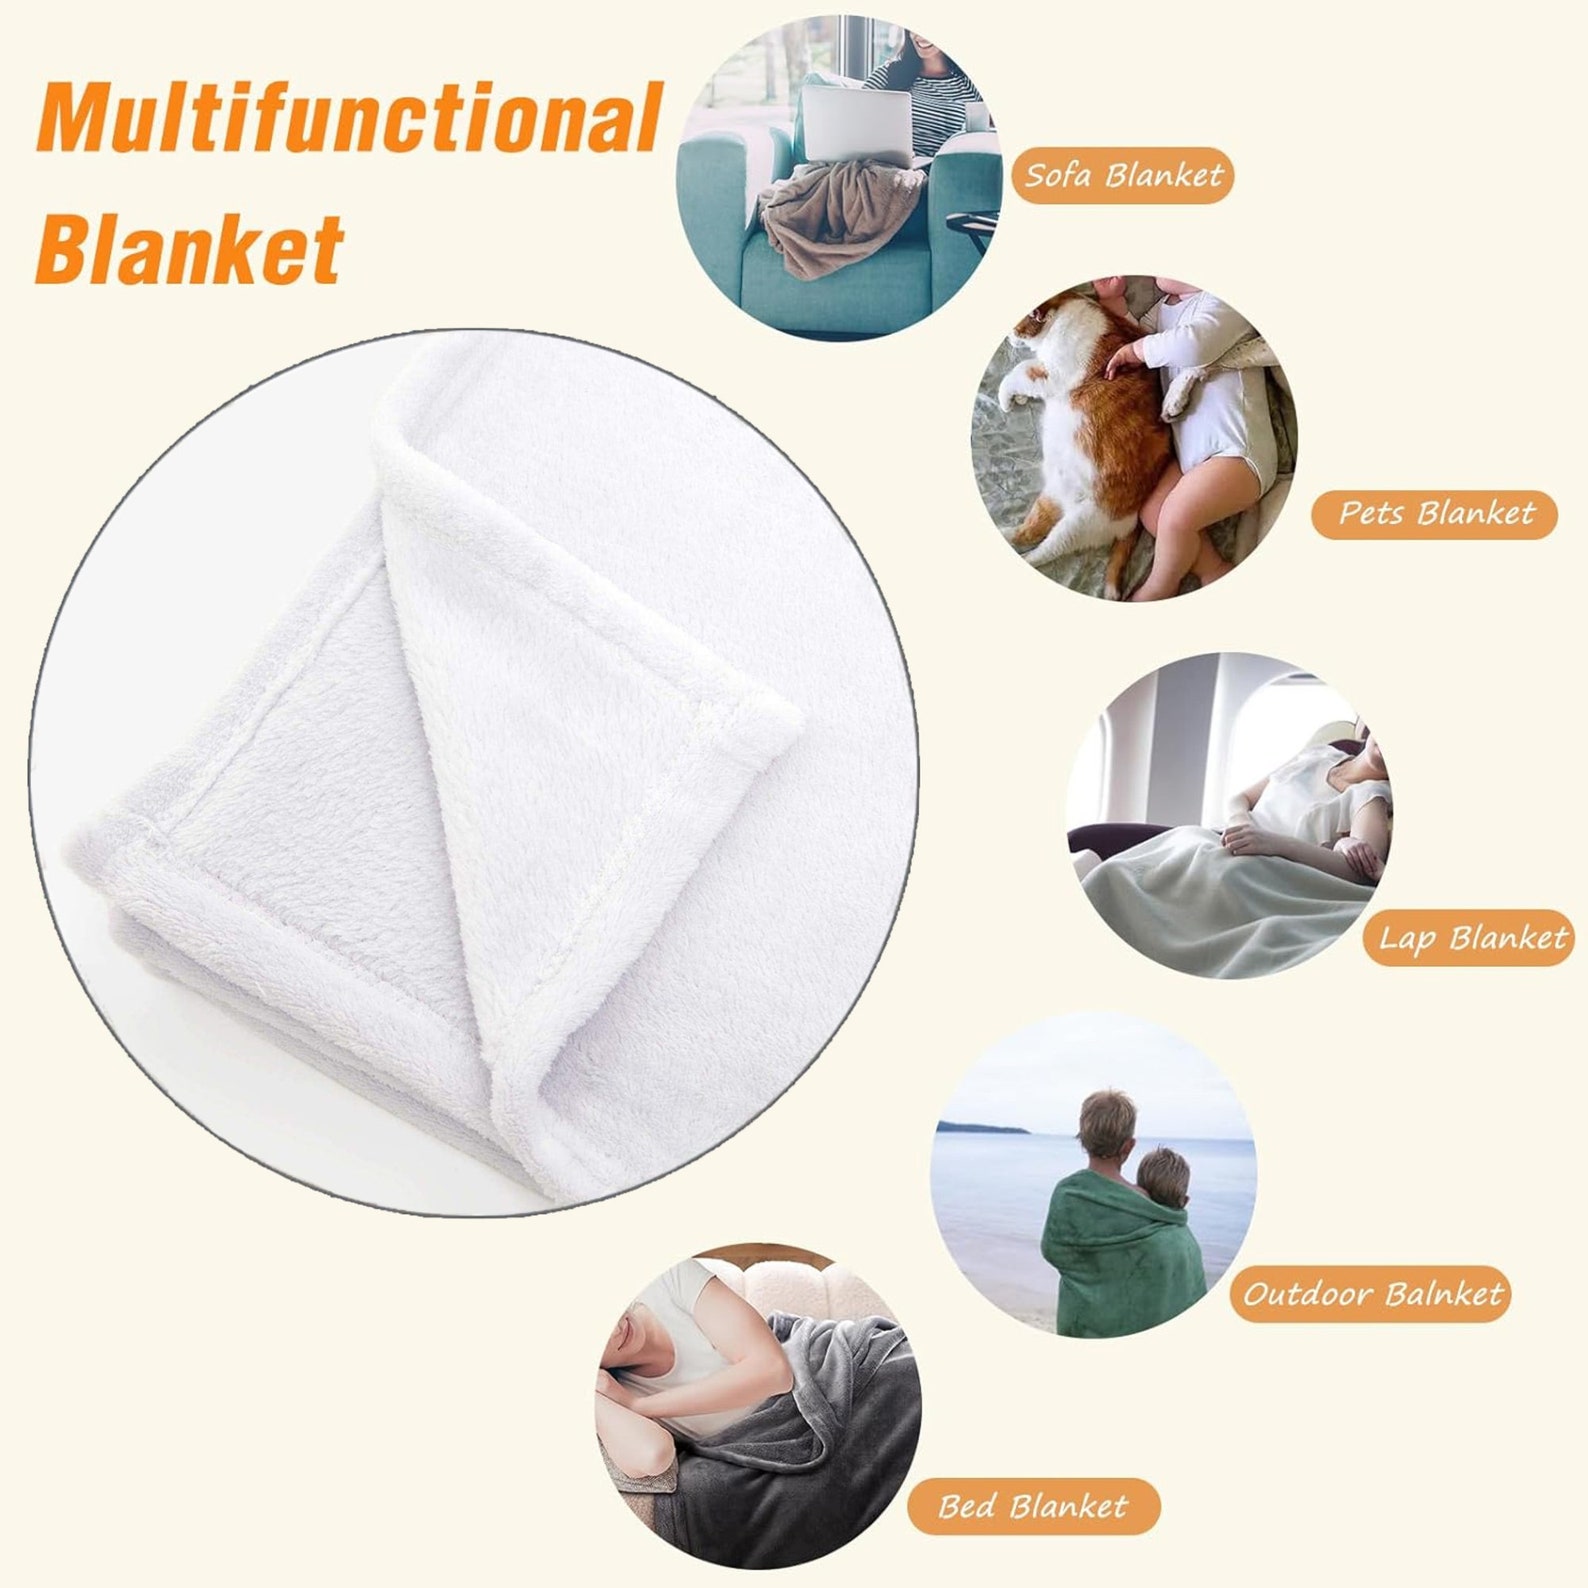 Multifunctional
Blanket
Sofa Blanket
Pets Blanket
Lap Blanket
Outdoor Balnket
Bed Blanket